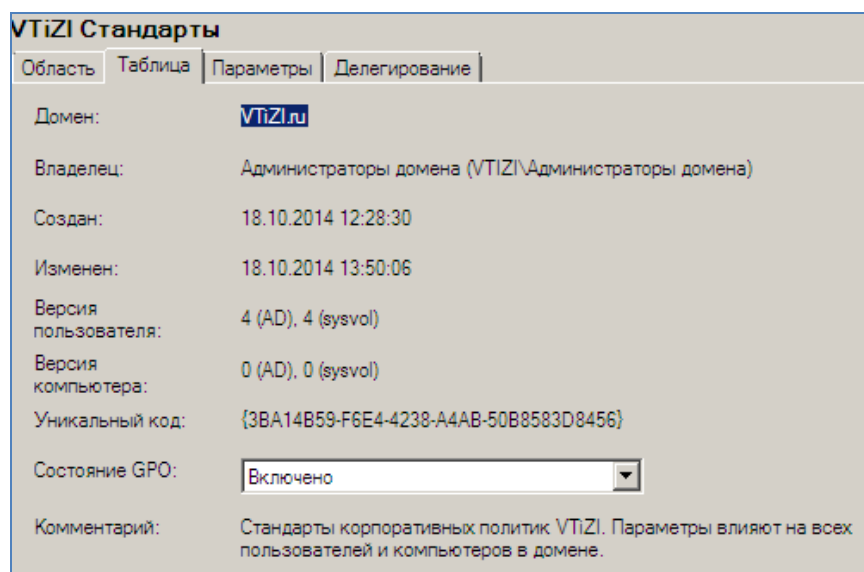 VTiZI Стандарты
Область Таблица Параметры Делегирование
Домен: VTiZI.ru
Владелец: Администраторы домена (VTIZI\Администраторы домена)
Создан: 18.10.2014 12:28:30
Изменен: 18.10.2014 13:50:06
Версия пользователя: 4 (AD), 4 (sysvol)
Версия компьютера: 0 (AD), 0 (sysvol)
Уникальный код: {3BA14B59-F6E4-4238-A4AB-50B8583D8456}
Состояние GPO: Включено
Комментарий: Стандарты корпоративных политик VTiZI. Параметры влияют на всех
пользователей и компьютеров в домене.